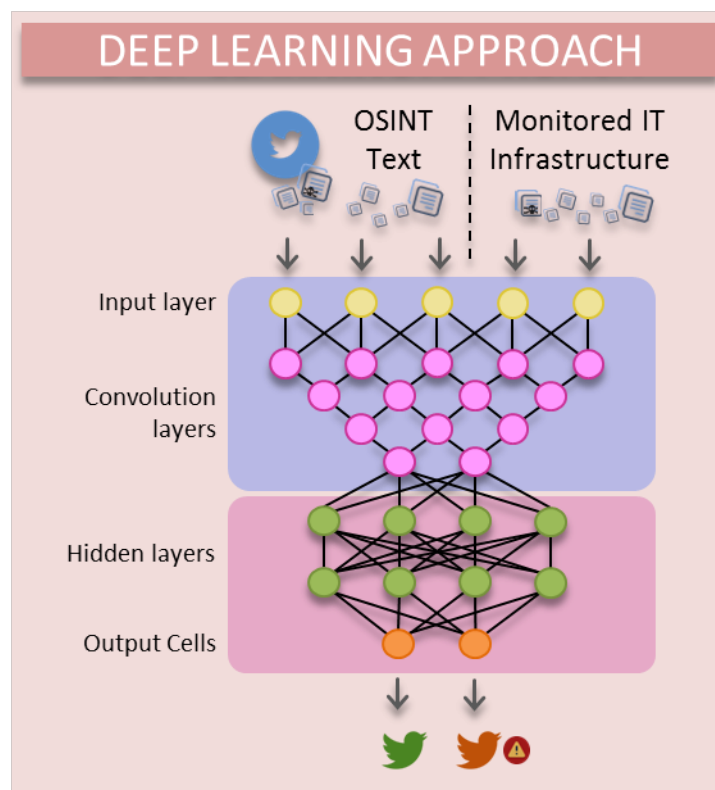 DEEP LEARNING APPROACH
OSINT
Text
Monitored IT
Infrastructure
Input layer
Convolution
layers
Hidden layers
Output Cells